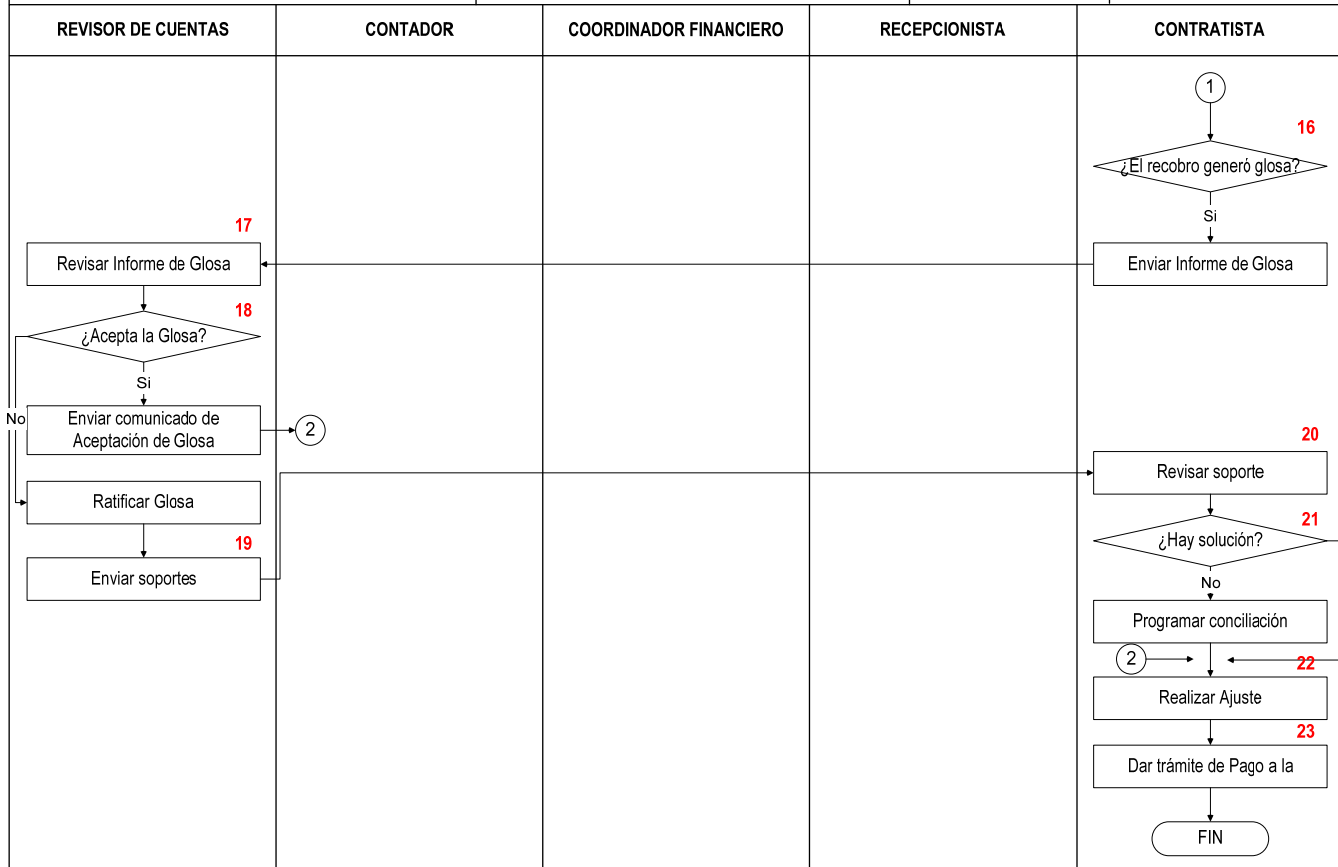 REVISOR DE CUENTAS
CONTADOR
COORDINADOR FINANCIERO
RECEPCIONISTA
CONTRATISTA
1
16
¿El recobro generó glosa?
Si
17
Revisar Informe de Glosa
Enviar Informe de Glosa
18
¿Acepta la Glosa?
Si
No
Enviar comunicado de
Aceptación de Glosa
2
20
Revisar soporte
Ratificar Glosa
21
¿Hay solución?
19
Enviar soportes
No
Programar conciliación
2
22
Realizar Ajuste
23
Dar trámite de Pago a la
FIN